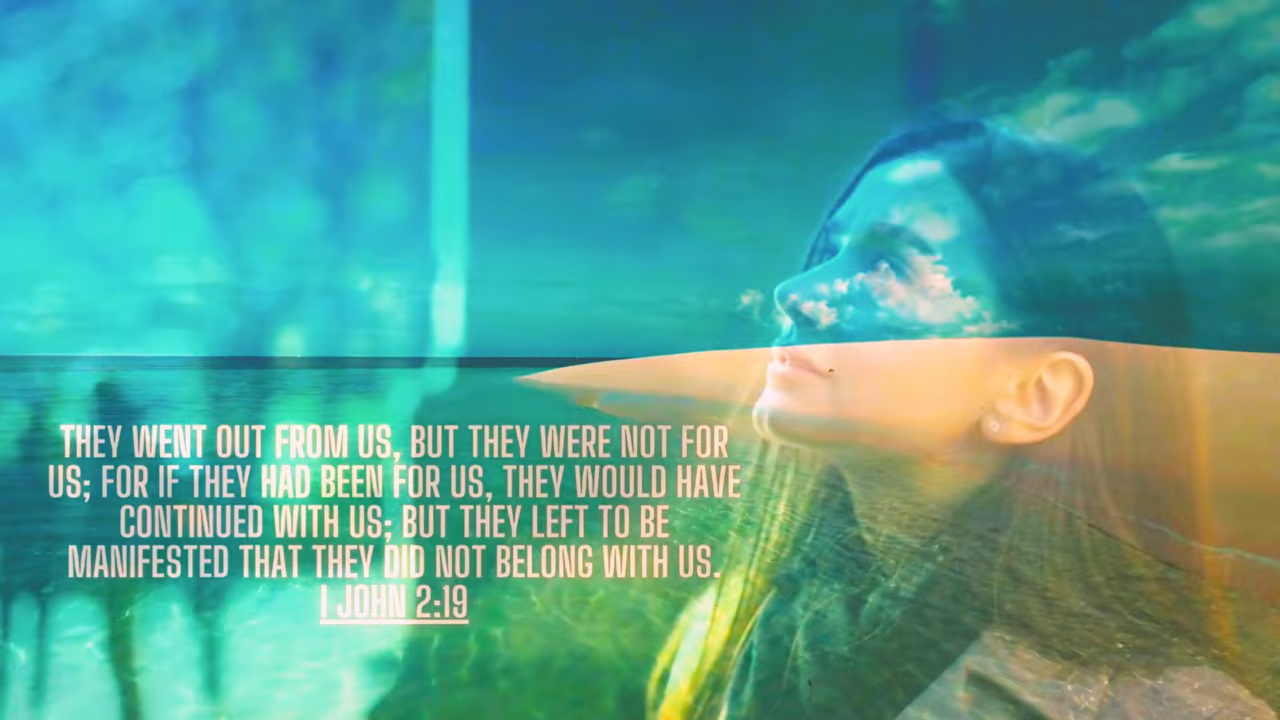 THEY WENT OUT FROM US, BUT THEY WERE NOT FOR
US; FOR IF THEY HAD BEEN FOR US, THEY WOULD HAVE
CONTINUED WITH US; BUT THEY LEFT TO BE
MANIFESTED THAT THEY DID NOT BELONG WITH US.
I JOHN 2:19